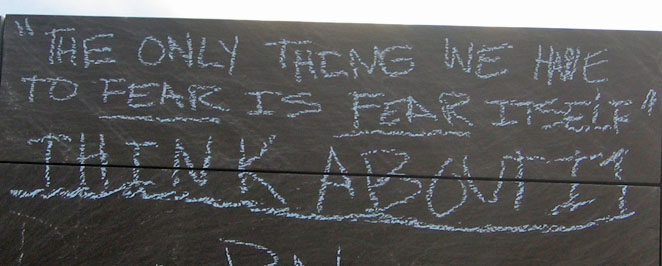 "THE ONLY THING WE HAVE
TO FEAR IS FEAR ITSELF"
THINK ABOUT IT